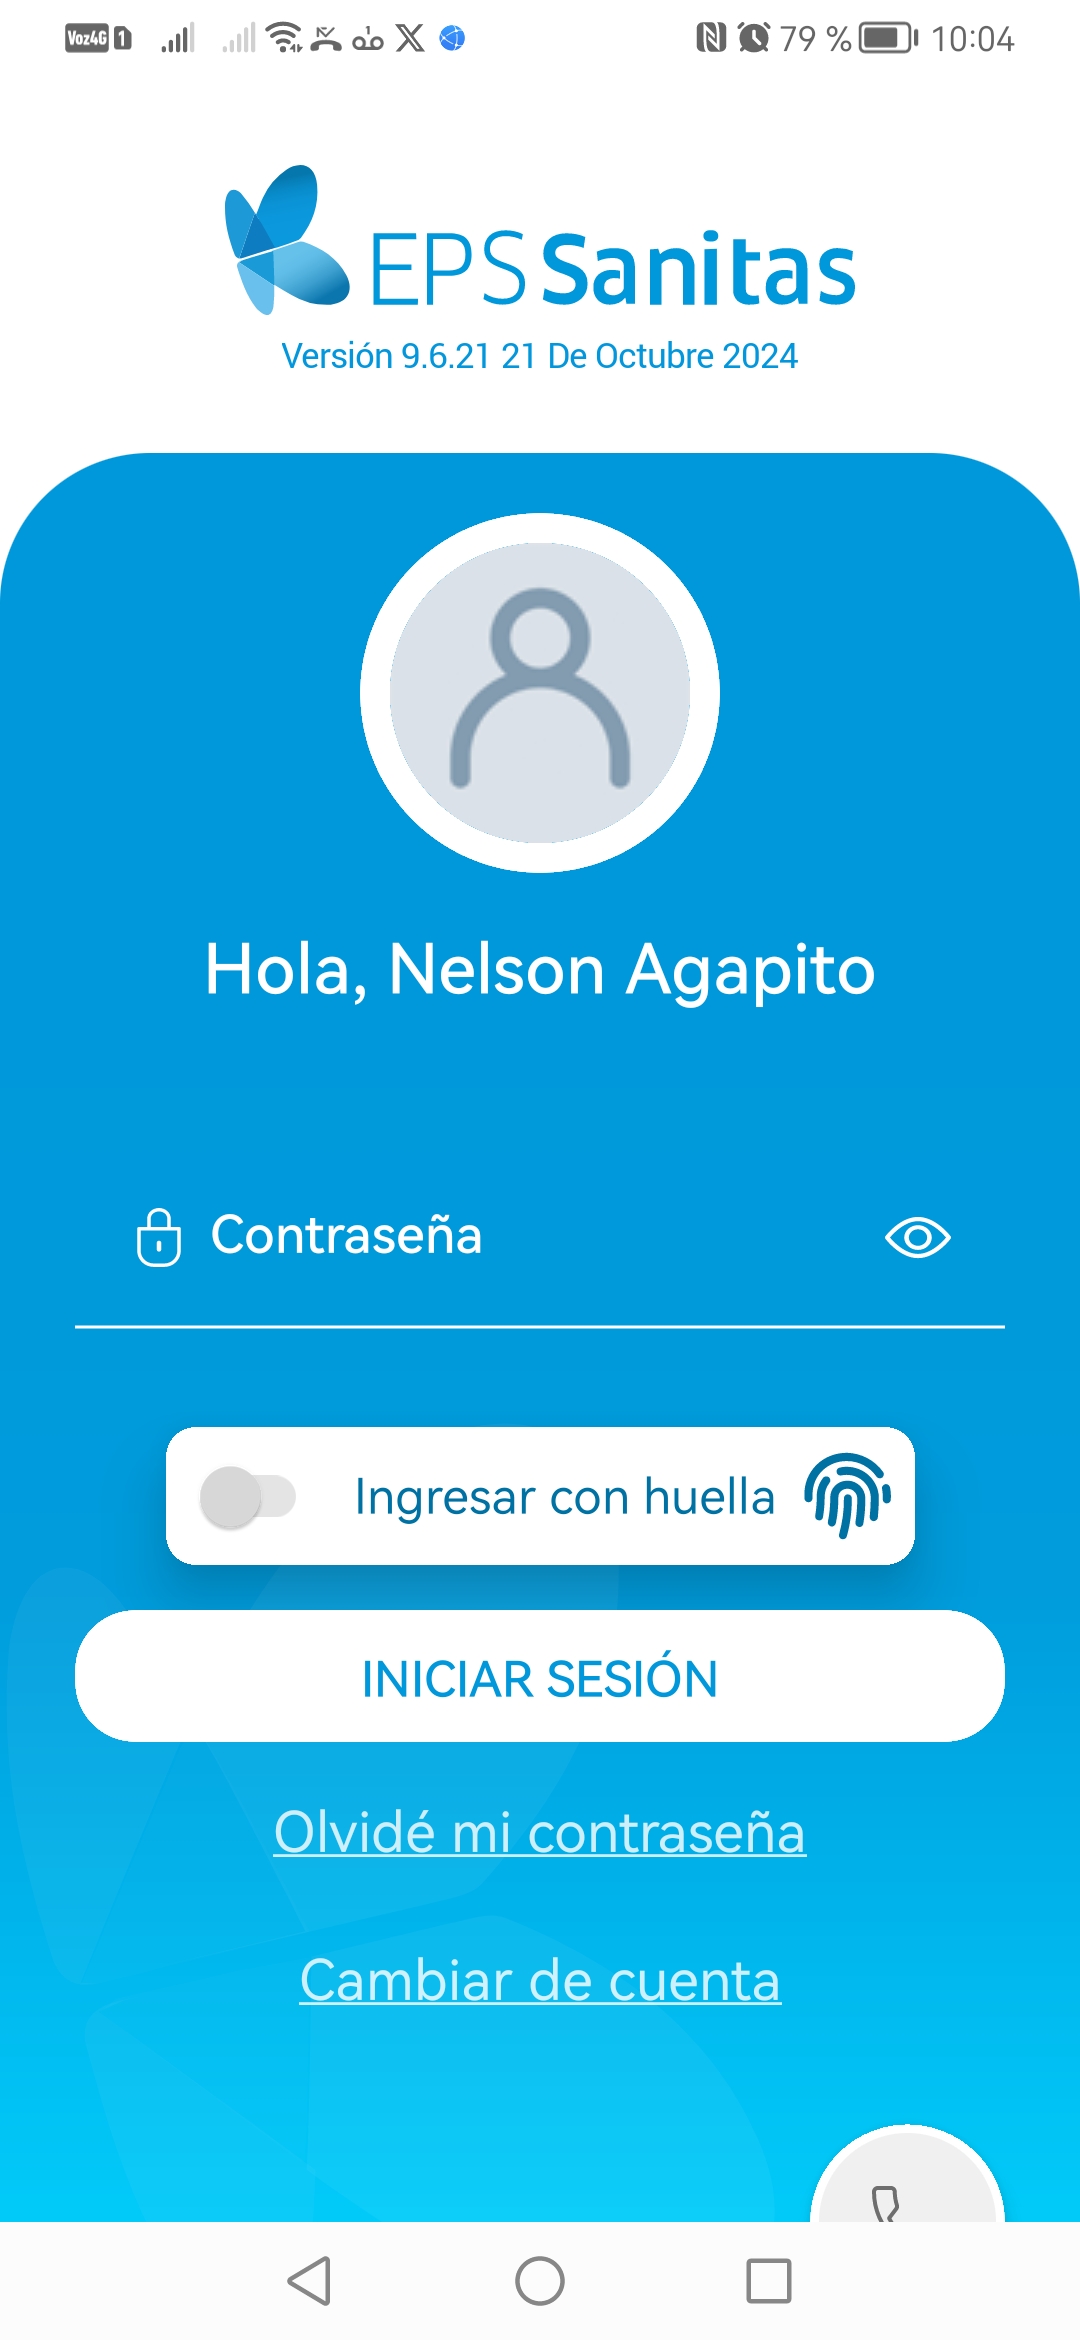 Voz4G 1 79 % 10:04
EPS Sanitas
Versión 9.6.21 21 De Octubre 2024
Hola, Nelson Agapito
Contraseña
Ingresar con huella
INICIAR SESIÓN
Olvidé mi contraseña
Cambiar de cuenta